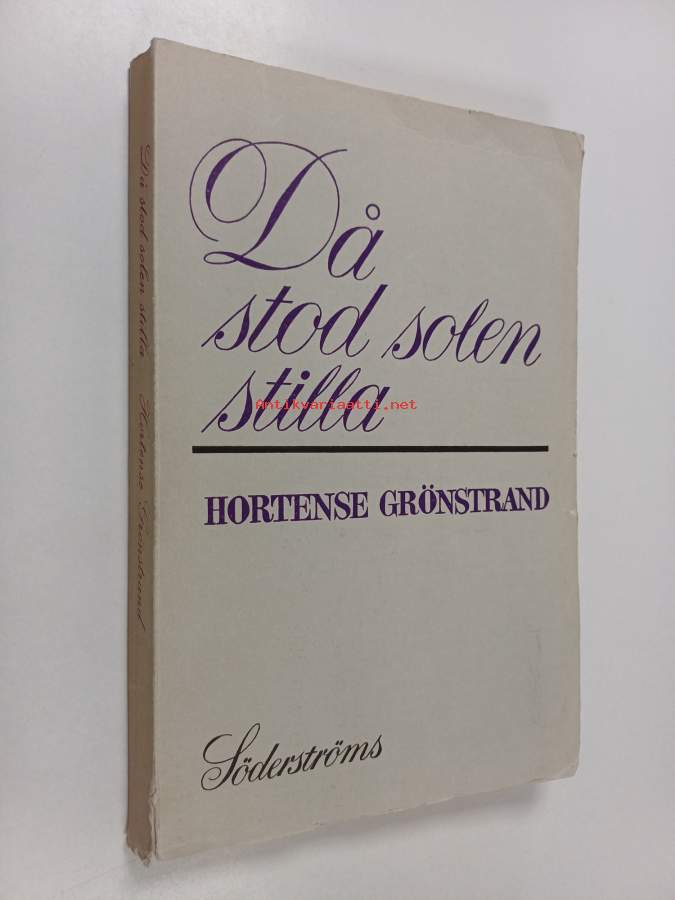 Då
stod solen
stilla
Antikvariaatti.net
HORTENSE GRÖNSTRAND
Söderströms
Då stod solen stilla Hortense Grönstrand